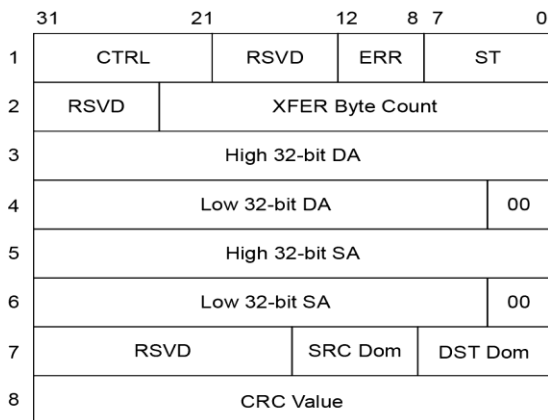 31 21 12 8 7 0
1 CTRL RSVD ERR ST
2 RSVD XFER Byte Count
3 High 32-bit DA
4 Low 32-bit DA 00
5 High 32-bit SA
6 Low 32-bit SA 00
7 RSVD SRC Dom DST Dom
8 CRC Value